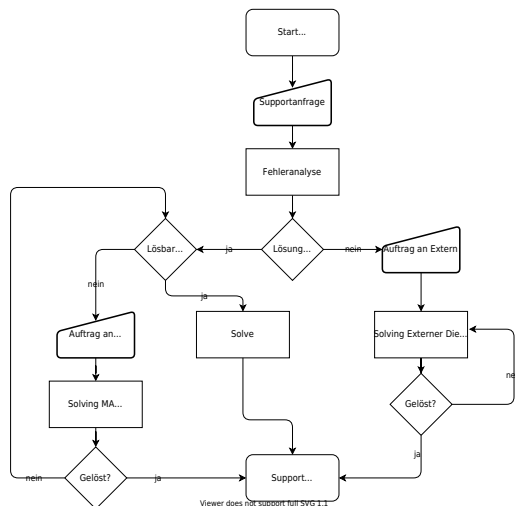 Start...
Supportanfrage
Fehleranalyse
Lösbar...
ja
Lösung...
nein
Auftrag an Extern
nein
ja
Auftrag an...
Solve
Solving Externer Die...
ne
Solving MA...
Gelöst?
ja
nein
Gelöst?
ja
Support...
Viewer does not support full SVG 1.1